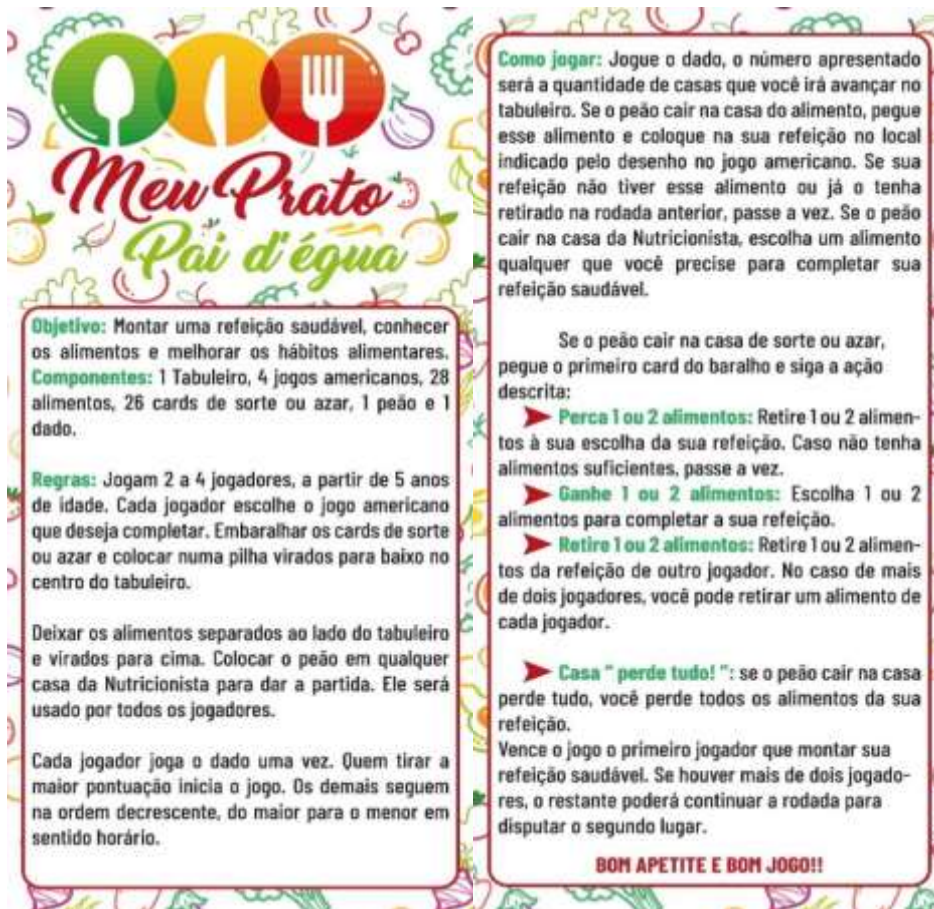 Meu Prato
Pai d'égua
Objetivo: Montar uma refeição saudável, conhecer
os alimentos e melhorar os hábitos alimentares.
Componentes: 1 Tabuleiro, 4 jogos americanos, 28
alimentos, 26 cards de sorte ou azar, 1 peão e 1
dado.
Regras: Jogam 2 a 4 jogadores, a partir de 5 anos
de idade. Cada jogador escolhe o jogo americano
que deseja completar. Embaralhar os cards de sorte
ou azar e colocar numa pilha virados para baixo no
centro do tabuleiro.
Deixar os alimentos separados ao lado do tabuleiro
e virados para cima. Colocar o peão em qualquer
casa da Nutricionista para dar a partida. Ele será
usado por todos os jogadores.
Cada jogador joga o dado uma vez. Quem tirar a
maior pontuação inicia o jogo. Os demais seguem
na ordem decrescente, do maior para o menor em
sentido horário.
Como jogar: Jogue o dado, o número apresentado
será a quantidade de casas que você irá avançar no
tabuleiro. Se o peão cair na casa do alimento, pegue
esse alimento e coloque na sua refeição no local
indicado pelo desenho no jogo americano. Se sua
refeição não tiver esse alimento ou já o tenha
retirado na rodada anterior, passe a vez. Se o peão
cair na casa da Nutricionista, escolha um alimento
qualquer que você precise para completar sua
refeição saudável.
Se o peão cair na casa de sorte ou azar,
pegue o primeiro card do baralho e siga a ação
descrita:
Perca 1 ou 2 alimentos: Retire 1 ou 2 alimen-
tos à sua escolha da sua refeição. Caso não tenha
alimentos suficientes, passe a vez.
Ganhe 1 ou 2 alimentos: Escolha 1 ou 2
alimentos para completar a sua refeição.
Retire 1 ou 2 alimentos: Retire 1 ou 2 alimen-
tos da refeição de outro jogador. No caso de mais
de dois jogadores, você pode retirar um alimento de
cada jogador.
Casa " perde tudo! ": se o peão cair na casa
perde tudo, você perde todos os alimentos da sua
refeição.
Vence o jogo o primeiro jogador que montar sua
refeição saudável. Se houver mais de dois jogado-
res, o restante poderá continuar a rodada para
disputar o segundo lugar.
BOM APETITE E BOM JOGO!!